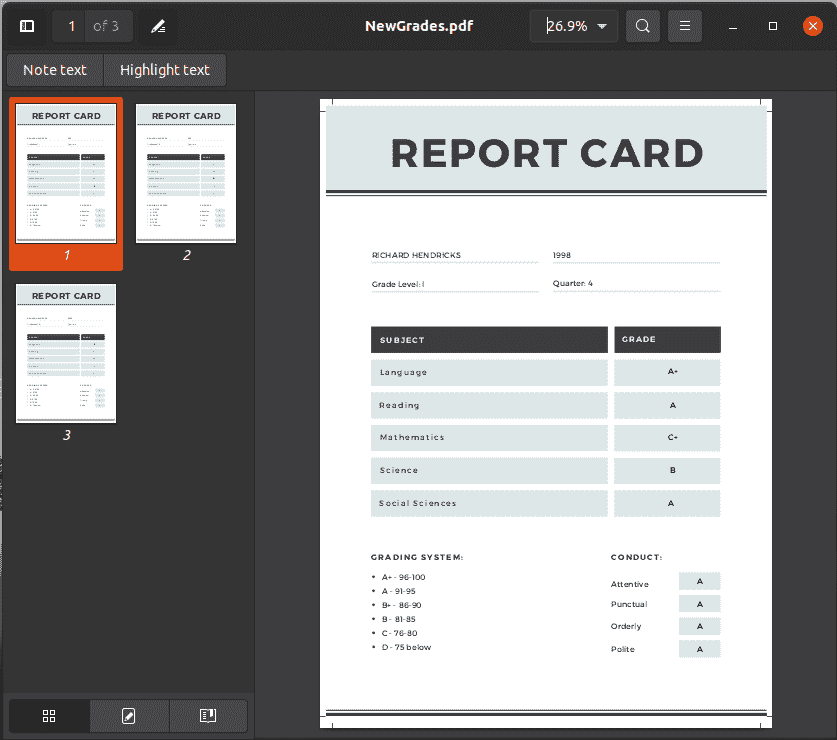 1 of 3
NewGrades.pdf
26.9%
Note text
Highlight text
REPORT CARD
1
REPORT CARD
2
REPORT CARD
3
REPORT CARD
RICHARD HENDRICKS
1998
Grade Level: I
Quarter: 4
SUBJECT GRADE
Language A+
Reading A
Mathematics C+
Science B
Social Sciences A
GRADING SYSTEM:
• A+ - 96-100
• A - 91-95
• B+ - 86-90
• B - 81-85
• C - 76-80
• D - 75 below
CONDUCT:
Attentive A
Punctual A
Orderly A
Polite A